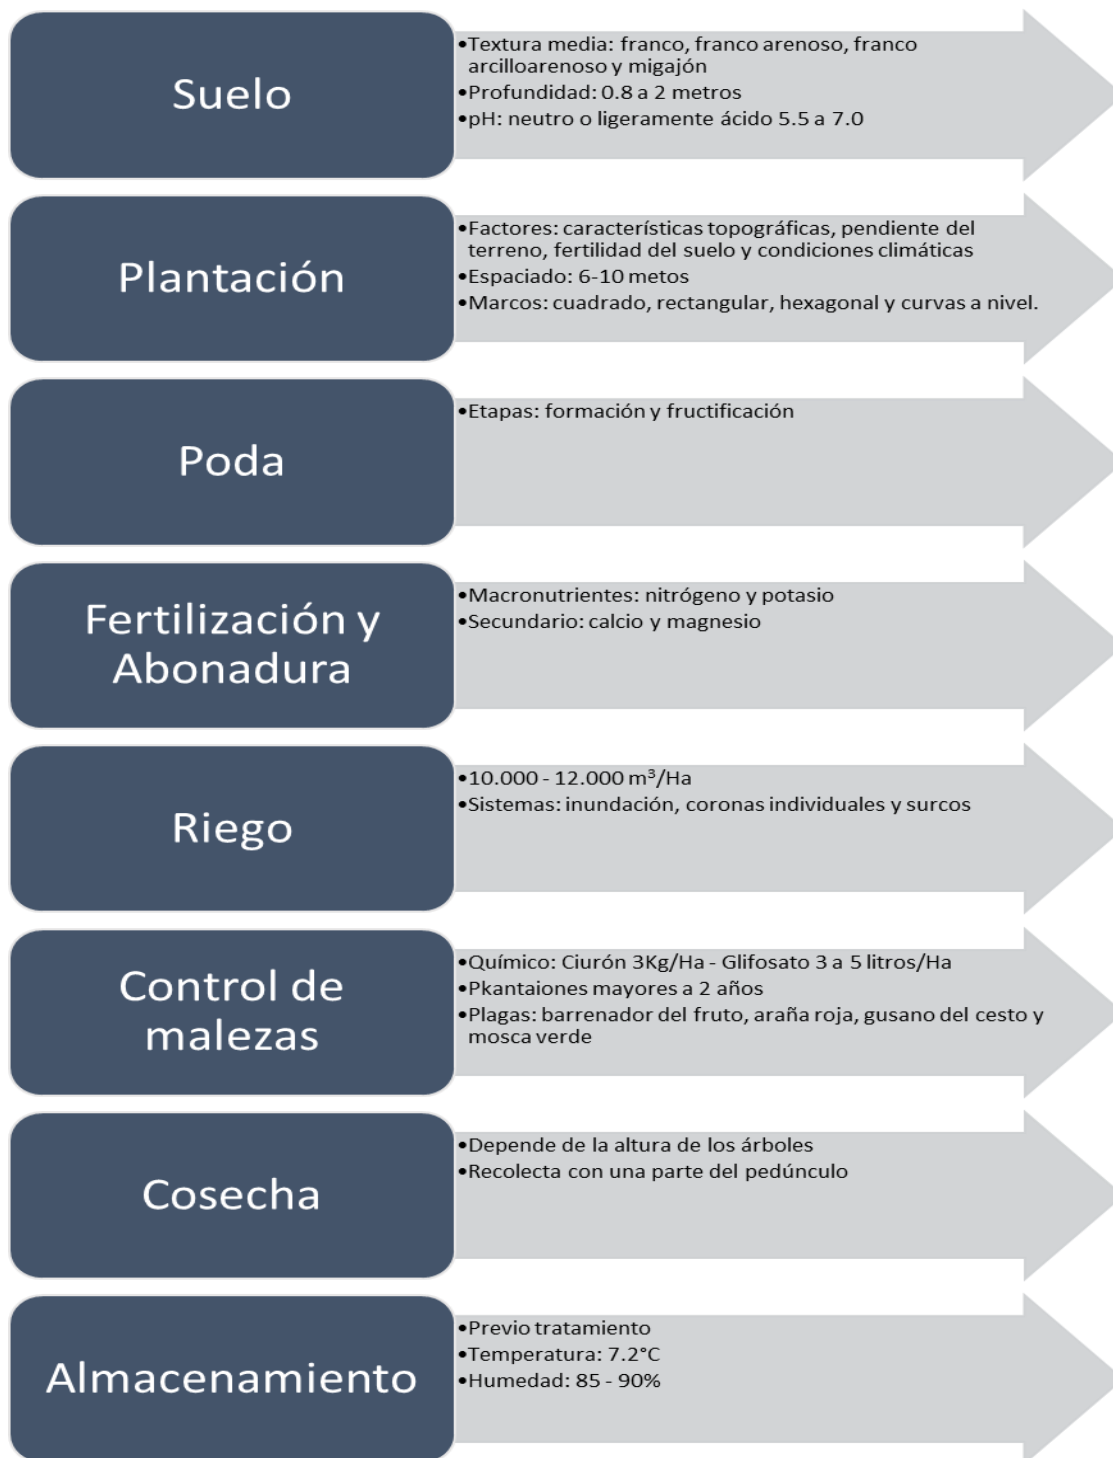 Suelo
•Textura media: franco, franco arenoso, franco
arcilloarenoso y migajón
•Profundidad: 0.8 a 2 metros
•pH: neutro o ligeramente ácido 5.5 a 7.0
Plantación
•Factores: características topográficas, pendiente del
terreno, fertilidad del suelo y condiciones climáticas
•Espaciado: 6-10 metos
•Marcos: cuadrado, rectangular, hexagonal y curvas a nivel.
Poda
•Etapas: formación y fructificación
Fertilización y
Abonadura
•Macronutrientes: nitrógeno y potasio
•Secundario: calcio y magnesio
Riego
•10.000 - 12.000 m³/Ha
•Sistemas: inundación, coronas individuales y surcos
Control de
malezas
•Químico: Ciurón 3Kg/Ha - Glifosato 3 a 5 litros/Ha
•Pkantaiones mayores a 2 años
•Plagas: barrenador del fruto, araña roja, gusano del cesto y
mosca verde
Cosecha
•Depende de la altura de los árboles
•Recolecta con una parte del pedúnculo
Almacenamiento
•Previo tratamiento
•Temperatura: 7.2°C
•Humedad: 85 - 90%